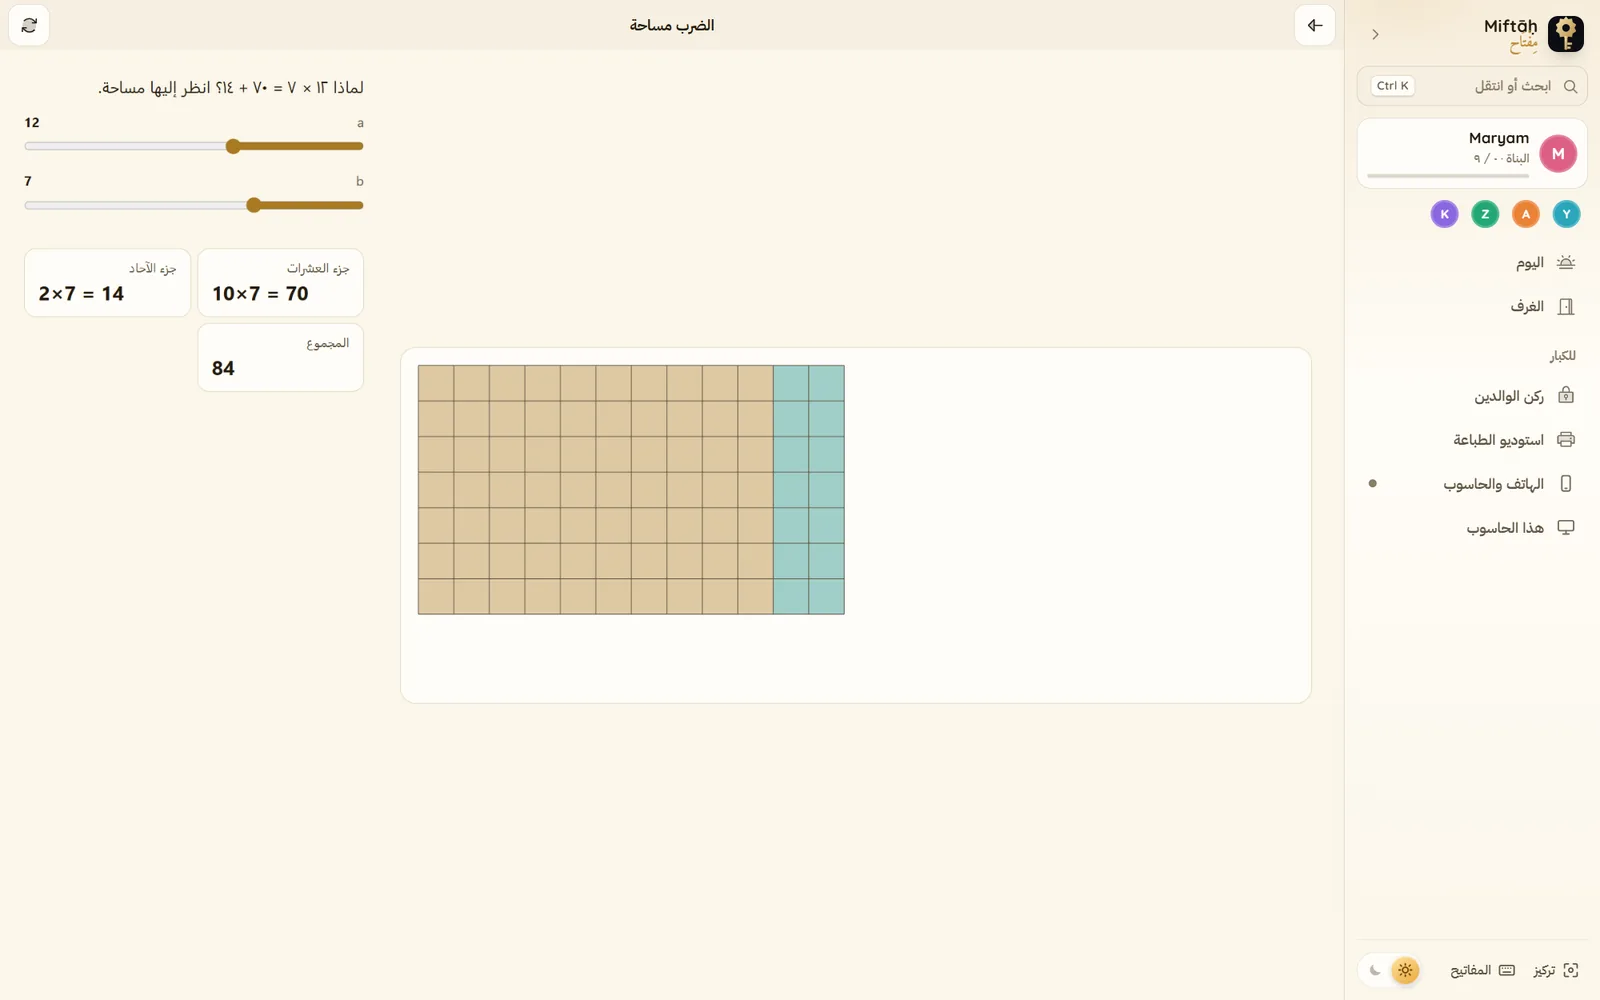 Miftāḥ
مِفْتَاح
ابحث أو انتقل
Ctrl K
Maryam
M
البناة · ٠ / ٩
Y
A
Z
K
اليوم
الغرف
للكبار
ركن الوالدين
استوديو الطباعة
الهاتف والحاسوب
هذا الحاسوب
تركيز
المفاتيح
الضرب مساحة
لماذا ١٢ × ٧ = ٧٠ + ١٤؟ انظر إليها مساحة.
a
12
b
7
جزء العشرات
10×7 = 70
جزء الآحاد
2×7 = 14
المجموع
84